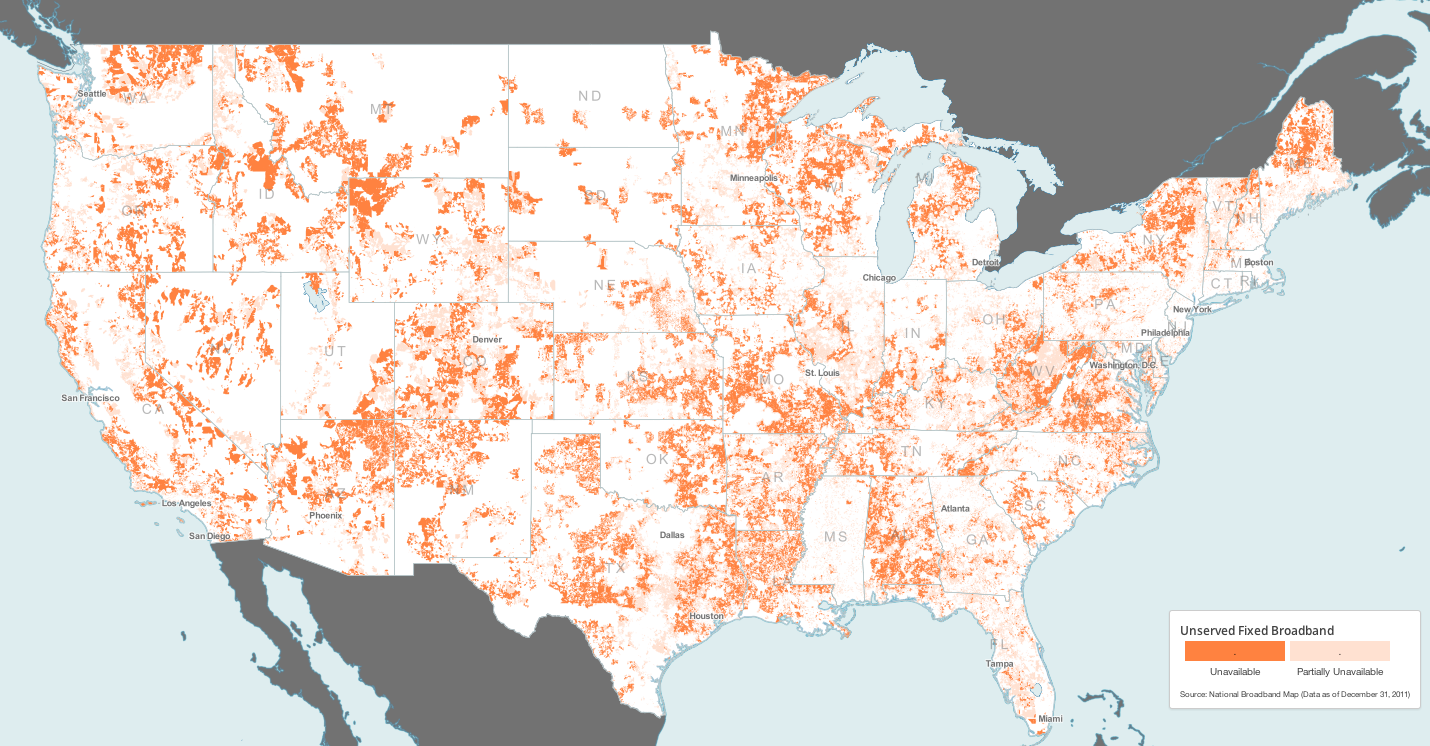 Seattle
WA
MT
ND
MN
Minneapolis
WI
MI
ME
OR
ID
WY
SD
VT
NH
NY
IA
Chicago
Detroit
MA
Boston
CT
RI
NE
NV
UT
Denver
CO
KS
MO
St. Louis
IL
IN
OH
PA
New York
NJ
Philadelphia
MD
DE
Washington, D.C.
WV
VA
KY
San Francisco
CA
AZ
NM
OK
AR
TN
NC
SC
Los Angeles
Phoenix
San Diego
Dallas
MS
AL
Atlanta
GA
TX
LA
Houston
FL
Tampa
Miami
Unserved Fixed Broadband
Unavailable
Partially Unavailable
Source: National Broadband Map (Data as of December 31, 2011)